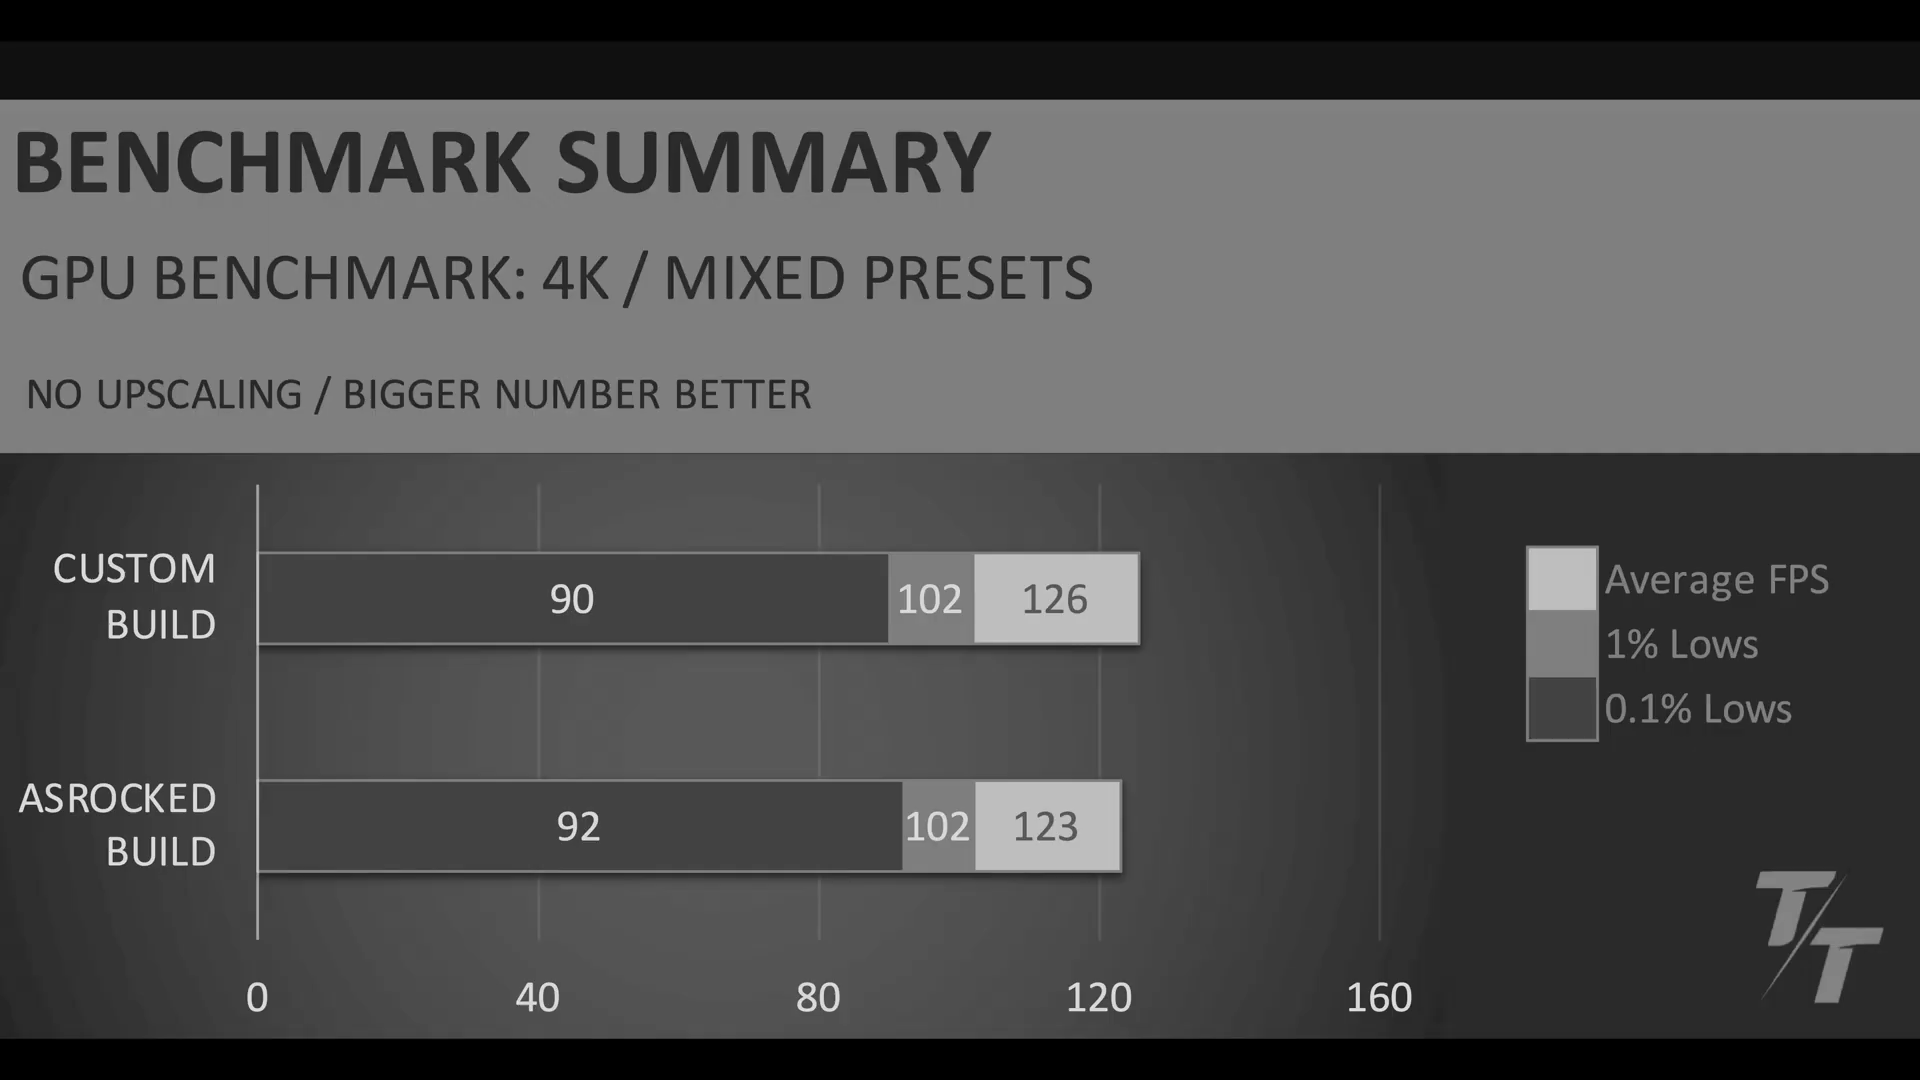 BENCHMARK SUMMARY
GPU BENCHMARK: 4K / MIXED PRESETS
NO UPSCALING / BIGGER NUMBER BETTER
CUSTOM
BUILD
90 102 126
ASROCKED
BUILD
92 102 123
0 40 80 120 160
Average FPS
1% Lows
0.1% Lows
T/T